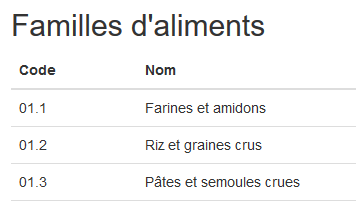 Familles d'aliments
Code Nom
01.1 Farines et amidons
01.2 Riz et graines crus
01.3 Pâtes et semoules crues